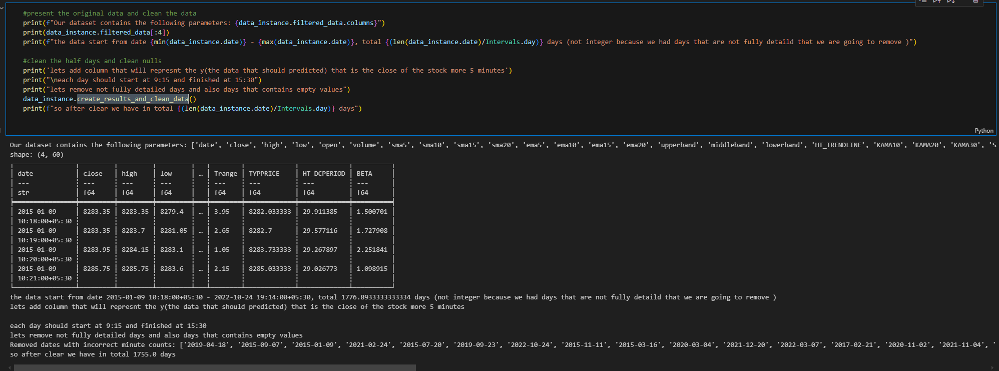 #present the original data and clean the data
print(f"Our dataset contains the following parameters: {data_instance.filtered_data.columns}")
print(data_instance.filtered_data[:4])
print(f"the data start from date {min(data_instance.date)} - {max(data_instance.date)}, total {(len(data_instance.date)/Intervals.day)} days (not integer because we had days that are not fully detaild that we are going to remove )")
#clean the half days and clean nulls
print('lets add column that will represnt the y(the data that should predicted) that is the close of the stock more 5 minutes')
print("\neach day should start at 9:15 and finished at 15:30")
print("lets remove not fully detailed days and also days that contains empty values")
data_instance.create_results_and_clean_data()
print(f"so after clear we have in total {(len(data_instance.date)/Intervals.day)} days")
Python
Our dataset contains the following parameters: ['date', 'close', 'high', 'low', 'open', 'volume', 'sma5', 'sma10', 'sma15', 'sma20', 'ema5', 'ema10', 'ema15', 'ema20', 'upperband', 'middleband', 'lowerband', 'HT_TRENDLINE', 'KAMA10', 'KAMA20', 'KAMA30', 'S
shape: (4, 60)
date close high low … Trange TYPPRICE HT_DCPERIOD BETA
--- --- --- --- --- --- --- ---
str f64 f64 f64 f64 f64 f64 f64
2015-01-09 8283.35 8283.35 8279.4 … 3.95 8282.033333 29.911385 1.500701
10:18:00+05:30
2015-01-09 8283.35 8283.7 8281.05 … 2.65 8282.7 29.577116 1.727908
10:19:00+05:30
2015-01-09 8283.95 8284.15 8283.1 … 1.05 8283.733333 29.267897 2.251841
10:20:00+05:30
2015-01-09 8285.75 8285.75 8283.6 … 2.15 8285.033333 29.026773 1.098915
10:21:00+05:30
the data start from date 2015-01-09 10:18:00+05:30 - 2022-10-24 19:14:00+05:30, total 1776.8933333333334 days (not integer because we had days that are not fully detaild that we are going to remove )
lets add column that will represnt the y(the data that should predicted) that is the close of the stock more 5 minutes
each day should start at 9:15 and finished at 15:30
lets remove not fully detailed days and also days that contains empty values
Removed dates with incorrect minute counts: ['2019-04-18', '2015-09-07', '2015-01-09', '2021-02-24', '2015-07-20', '2019-09-23', '2022-10-24', '2015-11-11', '2015-03-16', '2020-03-04', '2021-12-20', '2022-03-07', '2017-02-21', '2020-11-02', '2021-11-04', '
so after clear we have in total 1755.0 days